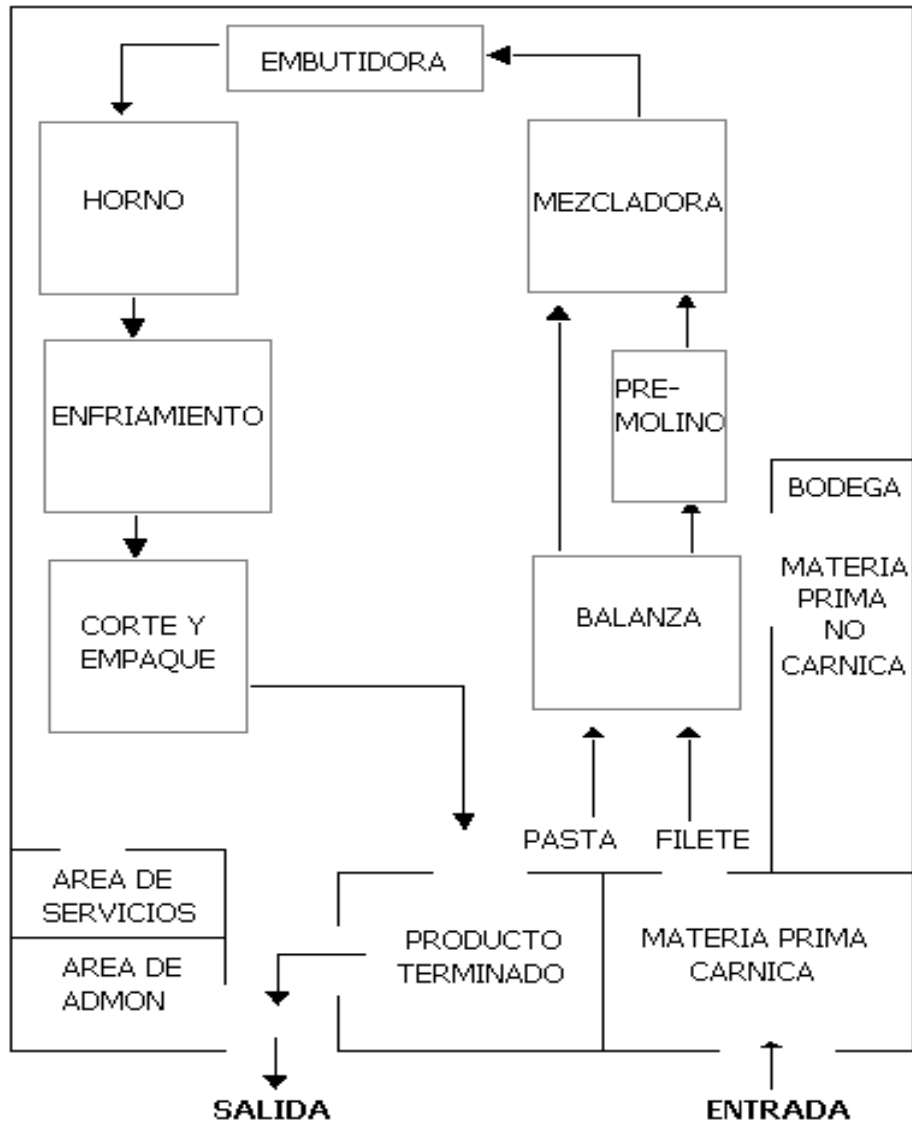 EMBUTIDORA
HORNO
MEZCLADORA
ENFRIAMIENTO
PRE-
MOLINO
BODEGA
MATERIA
PRIMA
NO
CARNICA
CORTE Y
EMPAQUE
BALANZA
PASTA
FILETE
AREA DE
SERVICIOS
AREA DE
ADMON
PRODUCTO
TERMINADO
MATERIA PRIMA
CARNICA
SALIDA
ENTRADA